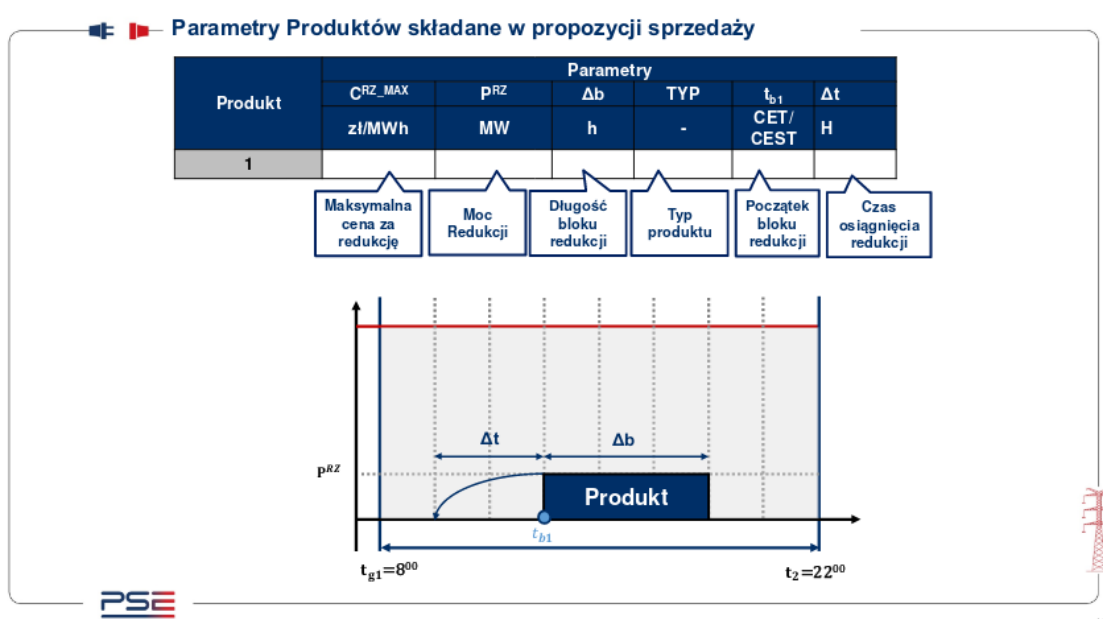 Parametry Produktów składane w propozycji sprzedaży
Produkt
Parametry
C^RZ_MAX P^RZ Δb TYP t_b1 Δt
zł/MWh MW h - CET/ CEST H
1
Maksymalna cena za redukcję
Moc Redukcji
Długość bloku redukcji
Typ produktu
Początek bloku redukcji
Czas osiągnięcia redukcji
Δt Δb
P^RZ
Produkt
t_b1
t_g1=8^00 t_2=22^00
PSE